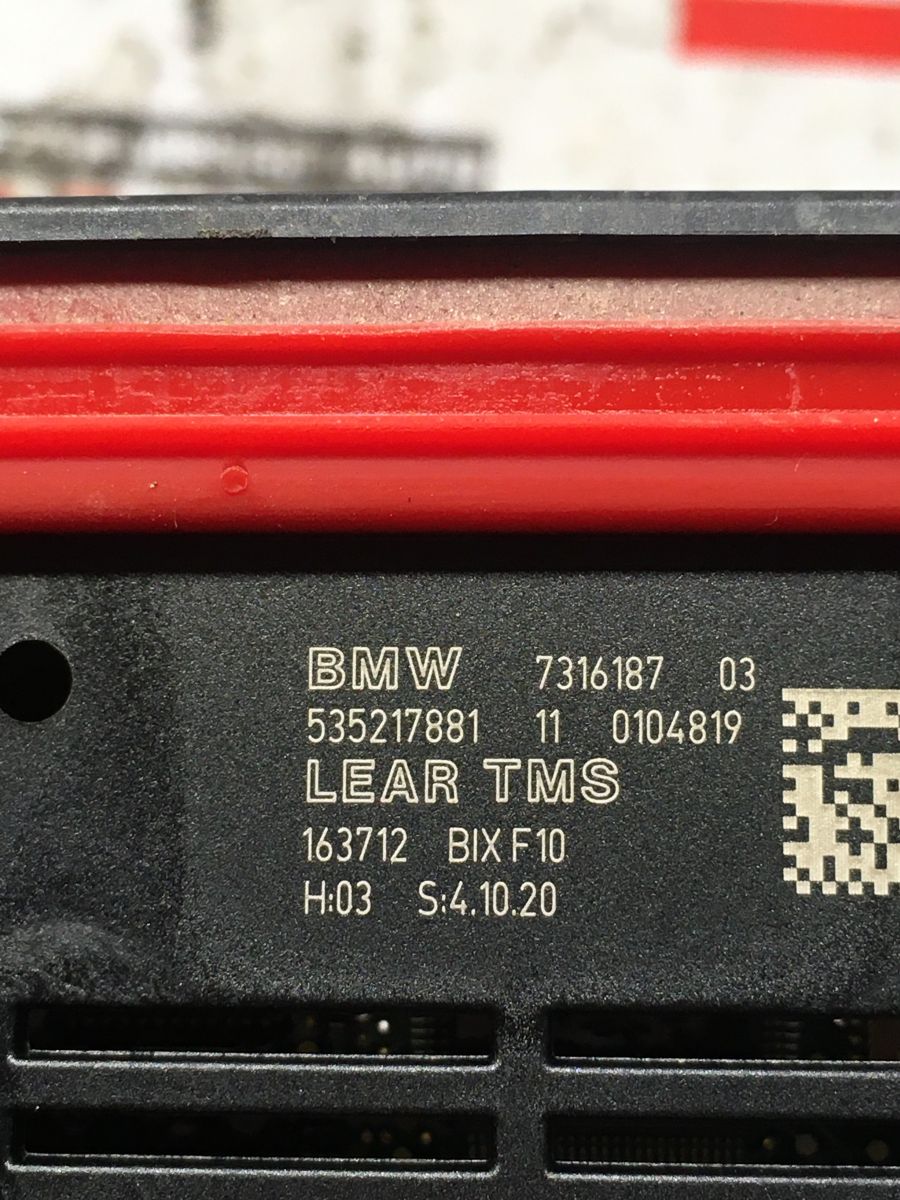 BMW 7316187 03
535217881 11 0104819
LEAR TMS
163712 BIX F10
H:03 S:4.10.20